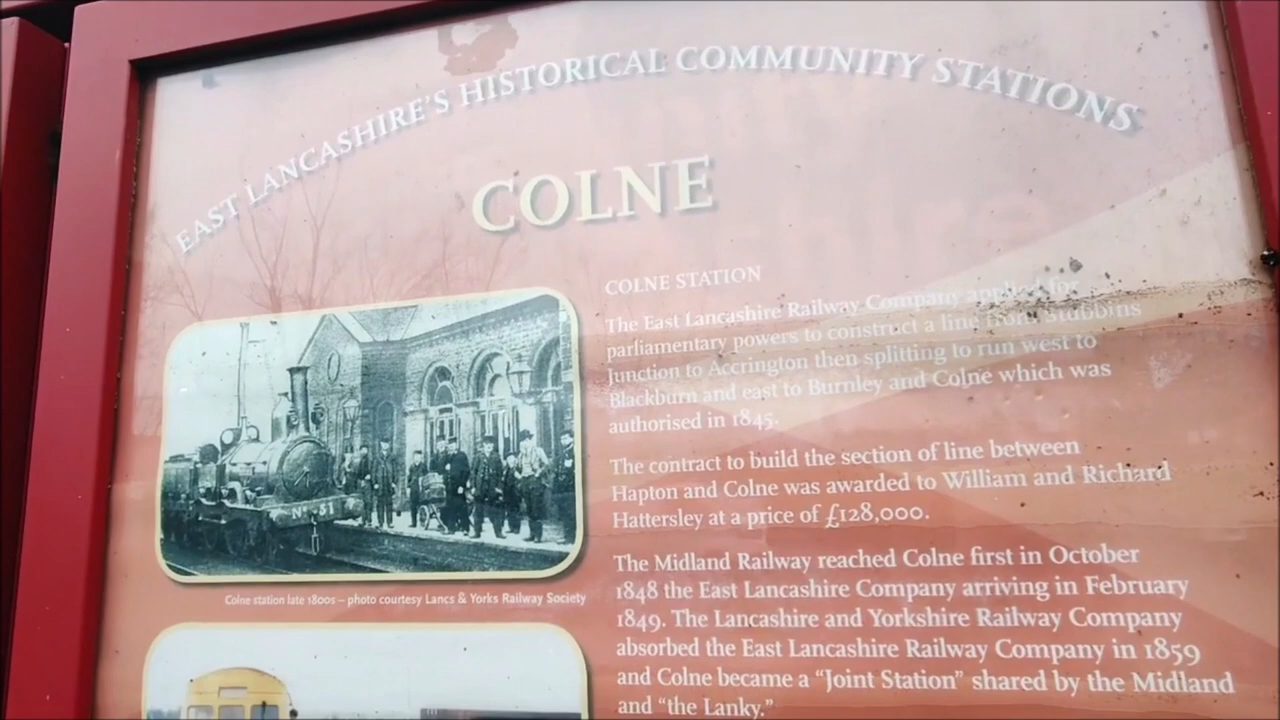 EAST LANCASHIRE'S HISTORICAL COMMUNITY STATIONS
COLNE
COLNE STATION
The East Lancashire Railway Company applied for
parliamentary powers to construct a line from Stubbins
Junction to Accrington then splitting to run west to
Blackburn and east to Burnley and Colne which was
authorised in 1845.
The contract to build the section of line between
Hapton and Colne was awarded to William and Richard
Hattersley at a price of £128,000.
The Midland Railway reached Colne first in October
1848 the East Lancashire Company arriving in February
1849. The Lancashire and Yorkshire Railway Company
absorbed the East Lancashire Railway Company in 1859
and Colne became a “Joint Station” shared by the Midland
and “the Lanky.”
No 51
Colne station late 1800s – photo courtesy Lancs & Yorks Railway Society